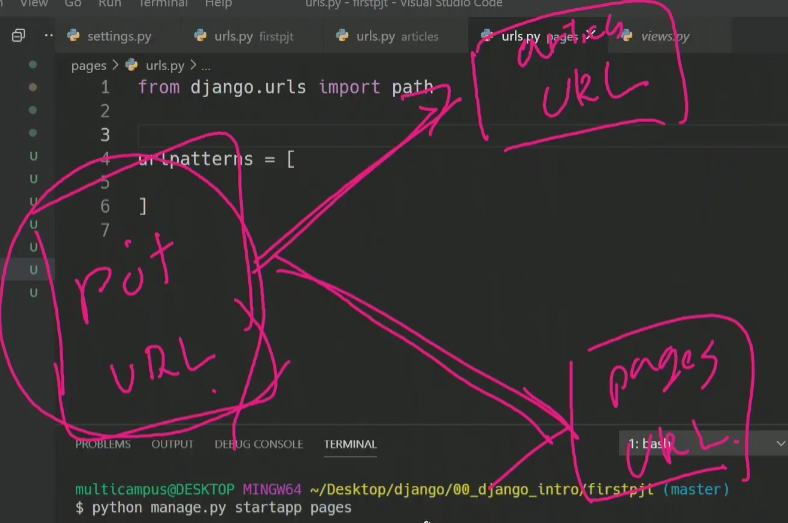 View Go Run Terminal Help urls.py - firstpjt - Visual Studio Code
settings.py urls.py firstpjt urls.py articles urls.py pages views.py
pages > urls.py > ...
1 from django.urls import path
2
3
4 urlpatterns = [
5
6 ]
7
URL
pjt
URL
pages
URL
PROBLEMS OUTPUT DEBUG CONSOLE TERMINAL 1: bash
multicampus@DESKTOP MINGW64 ~/Desktop/django/00_django_intro/firstpjt (master)
$ python manage.py startapp pages
U
U
U
U
U
U
U